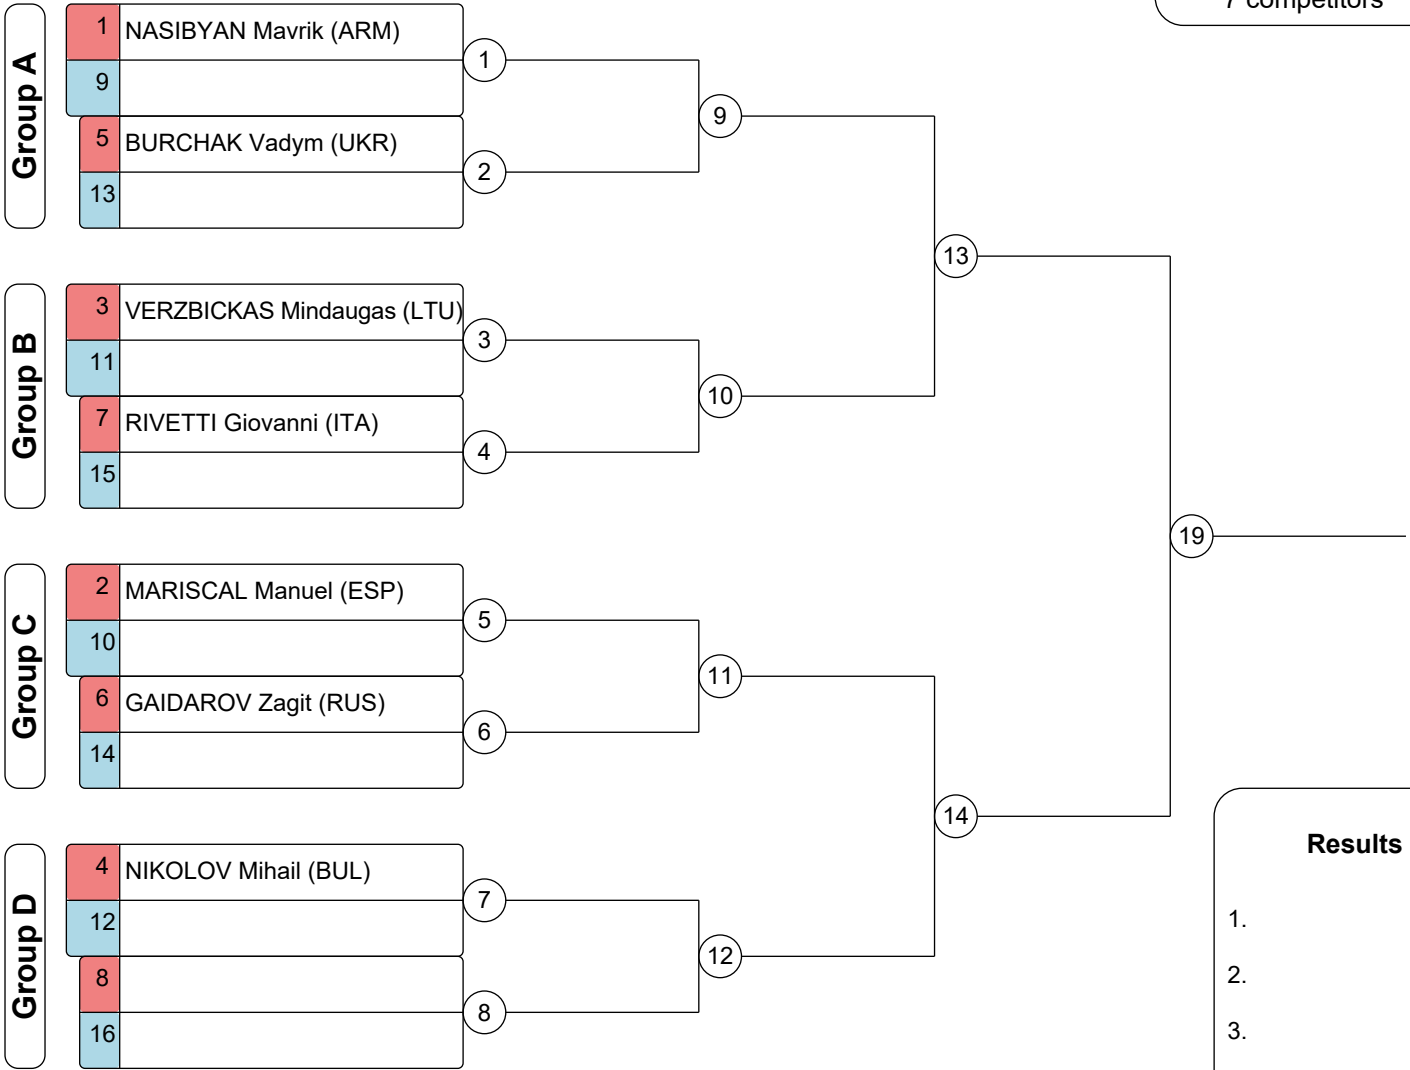 7 competitors
Group A
1 NASIBYAN Mavrik (ARM)
9
5 BURCHAK Vadym (UKR)
13
1
2
9
Group B
3 VERZBICKAS Mindaugas (LTU)
11
7 RIVETTI Giovanni (ITA)
15
3
4
10
13
Group C
2 MARISCAL Manuel (ESP)
10
6 GAIDAROV Zagit (RUS)
14
5
6
11
Group D
4 NIKOLOV Mihail (BUL)
12
8
16
7
8
12
14
19
Results
1.
2.
3.